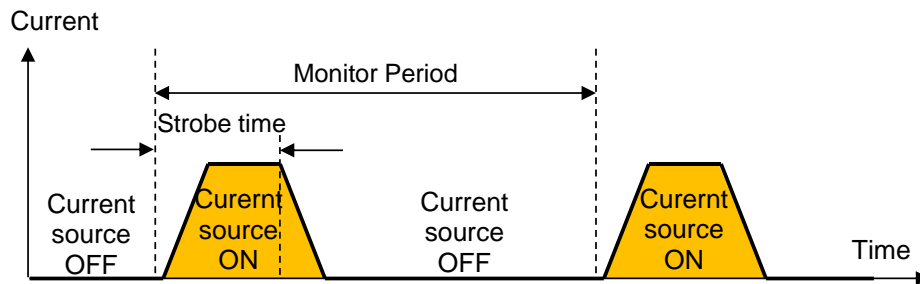 Current
Monitor Period
Strobe time
Current
source
OFF
Curernt
source
ON
Current
source
OFF
Curernt
source
ON
Time